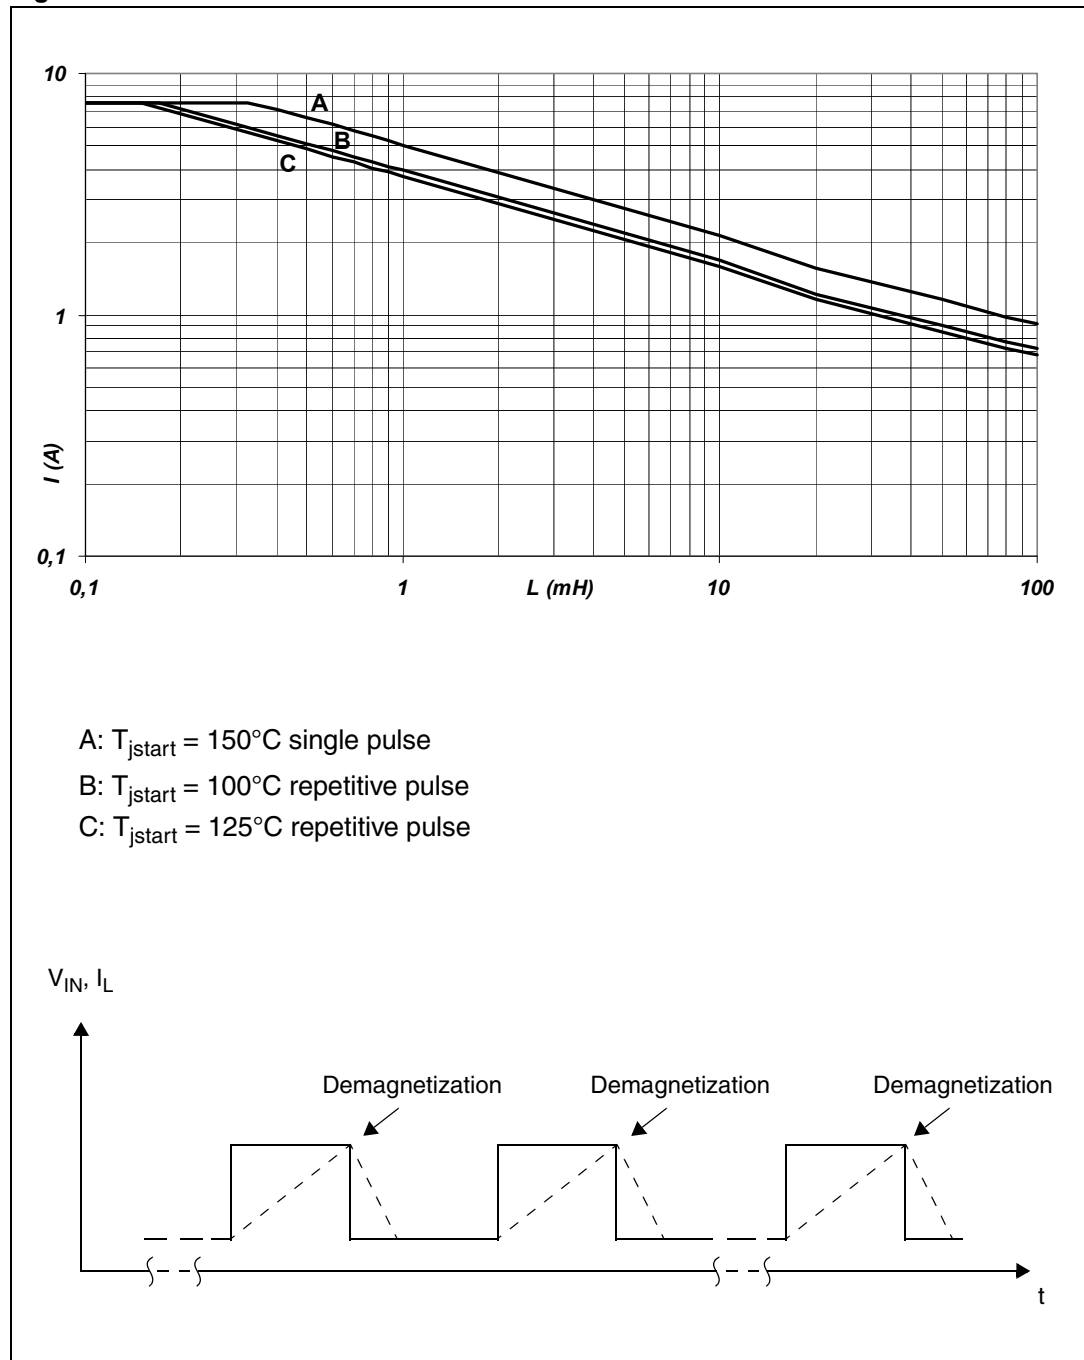 10
A
B
C
1
I (A)
0,1
0,1
1
L (mH)
10
100
A: Tjstart = 150°C single pulse
B: Tjstart = 100°C repetitive pulse
C: Tjstart = 125°C repetitive pulse
VIN, IL
Demagnetization
Demagnetization
Demagnetization
t